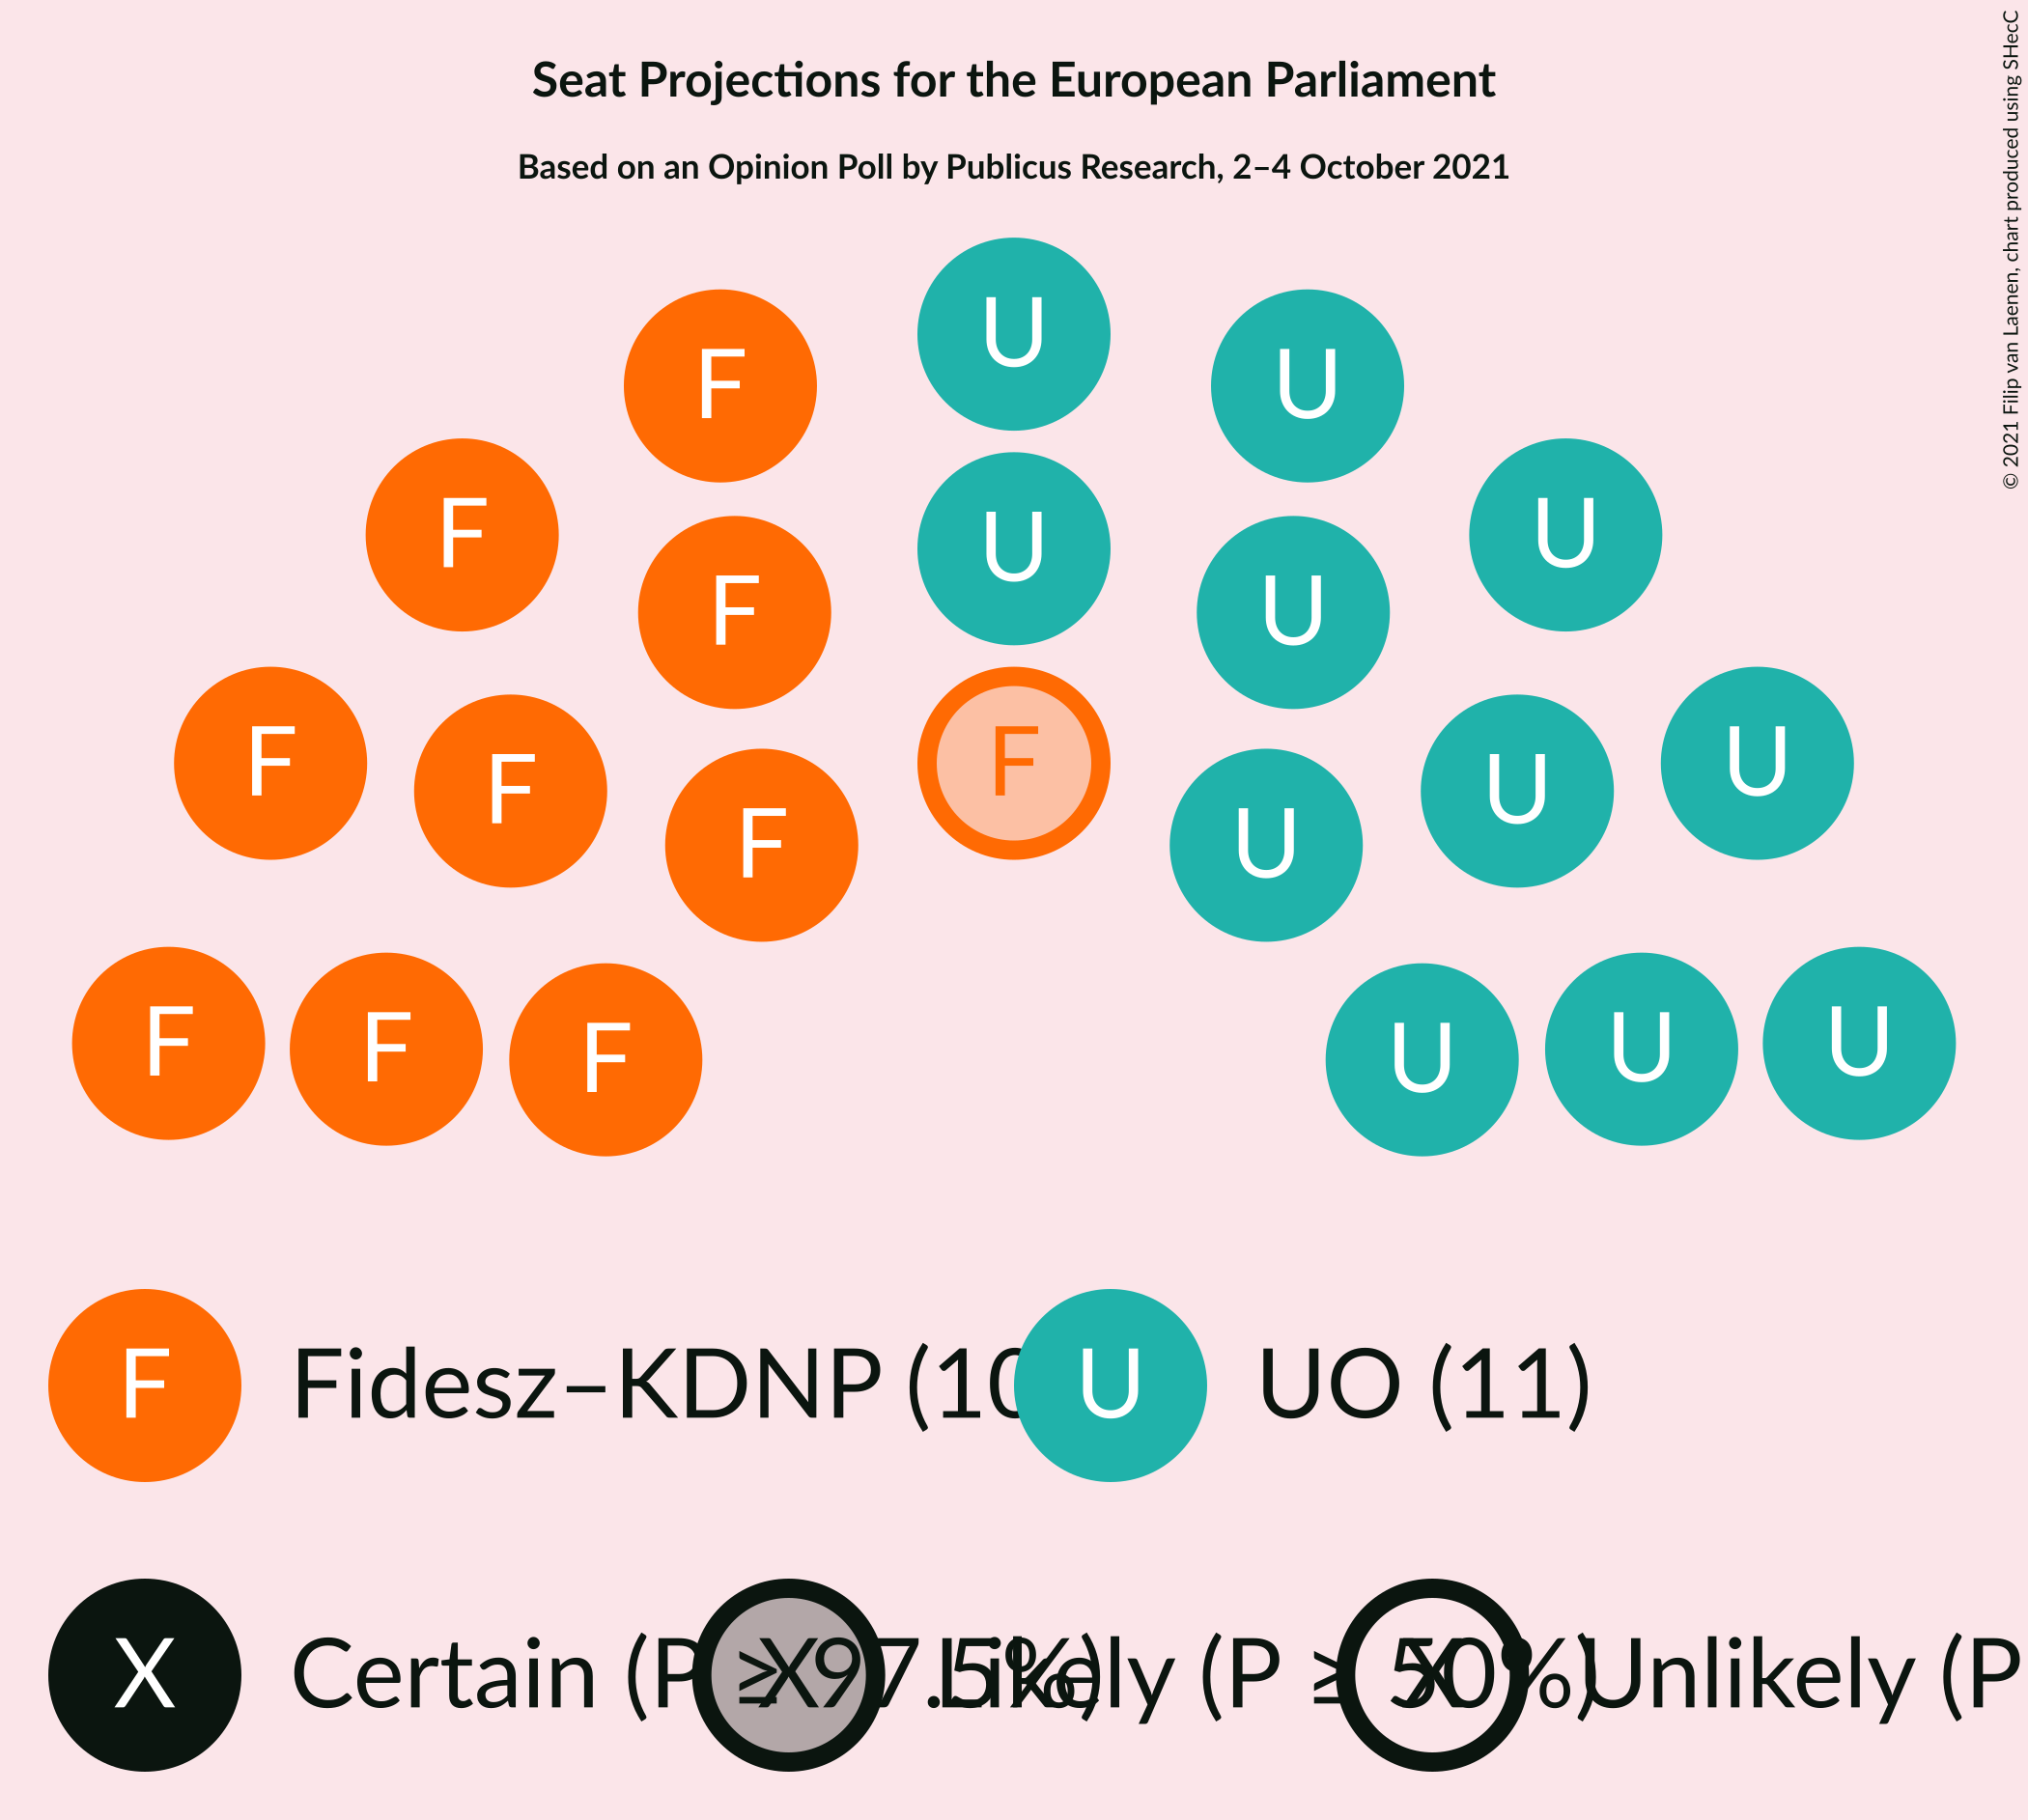 Seat Projections for the European Parliament
Based on an Opinion Poll by Publicus Research, 2–4 October 2021
© 2021 Filip van Laenen, chart produced using SHecC
U
F U
F U U
F U
F F F U U
F U
F F F U U U
F Fidesz–KDNP (10 U UO (11)
X Certain (P ≥ 97.5%) X Likely (P ≥ 50%) X Unlikely (P